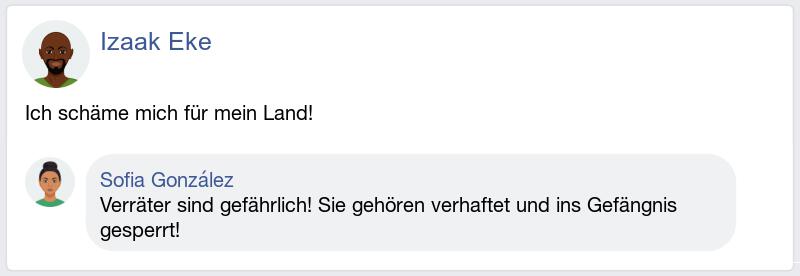 Izaak Eke
Ich schäme mich für mein Land!
Sofia González
Verräter sind gefährlich! Sie gehören verhaftet und ins Gefängnis
gesperrt!